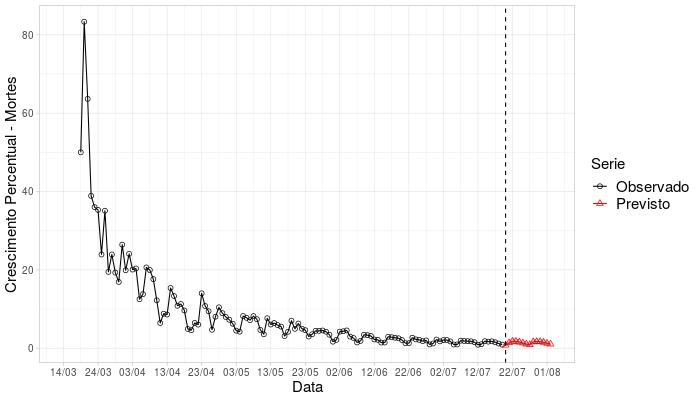 Crescimento Percentual - Mortes
80
60
40
20
0
14/03 24/03 03/04 13/04 23/04 03/05 13/05 23/05 02/06 12/06 22/06 02/07 12/07 22/07 01/08
Data
Serie
Observado
Previsto